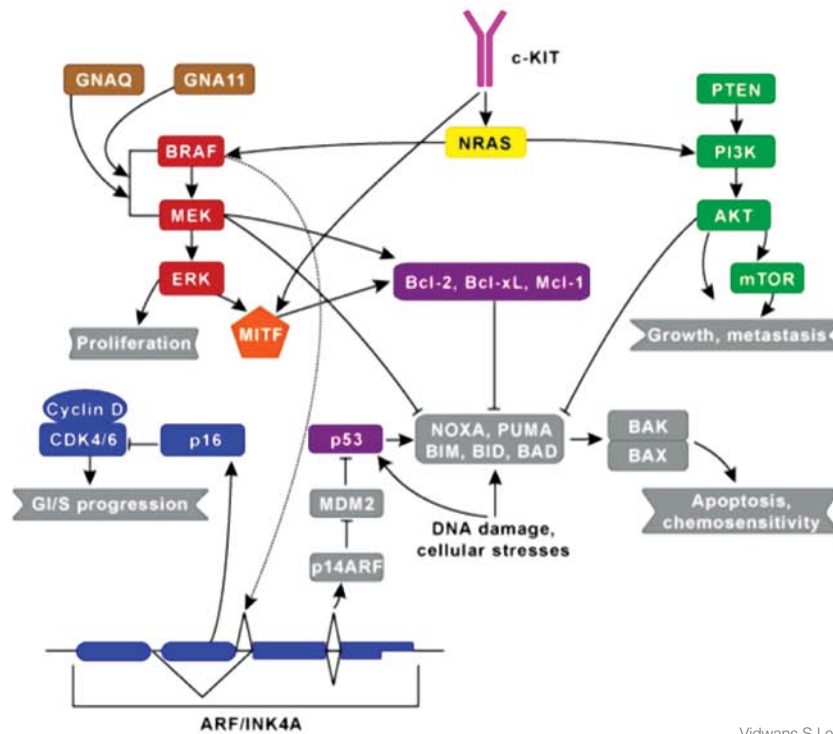 c-KIT
GNAQ
GNA11
PTEN
BRAF
NRAS
PI3K
MEK
AKT
ERK
Bcl-2, Bcl-xL, Mcl-1
mTOR
MITF
Proliferation
Growth, metastasis
Cyclin D
CDK4/6
p16
p53
NOXA, PUMA
BIM, BID, BAD
BAK
BAX
GI/S progression
MDM2
DNA damage,
cellular stresses
Apoptosis,
chemosensitivity
p14ARF
ARF/INK4A